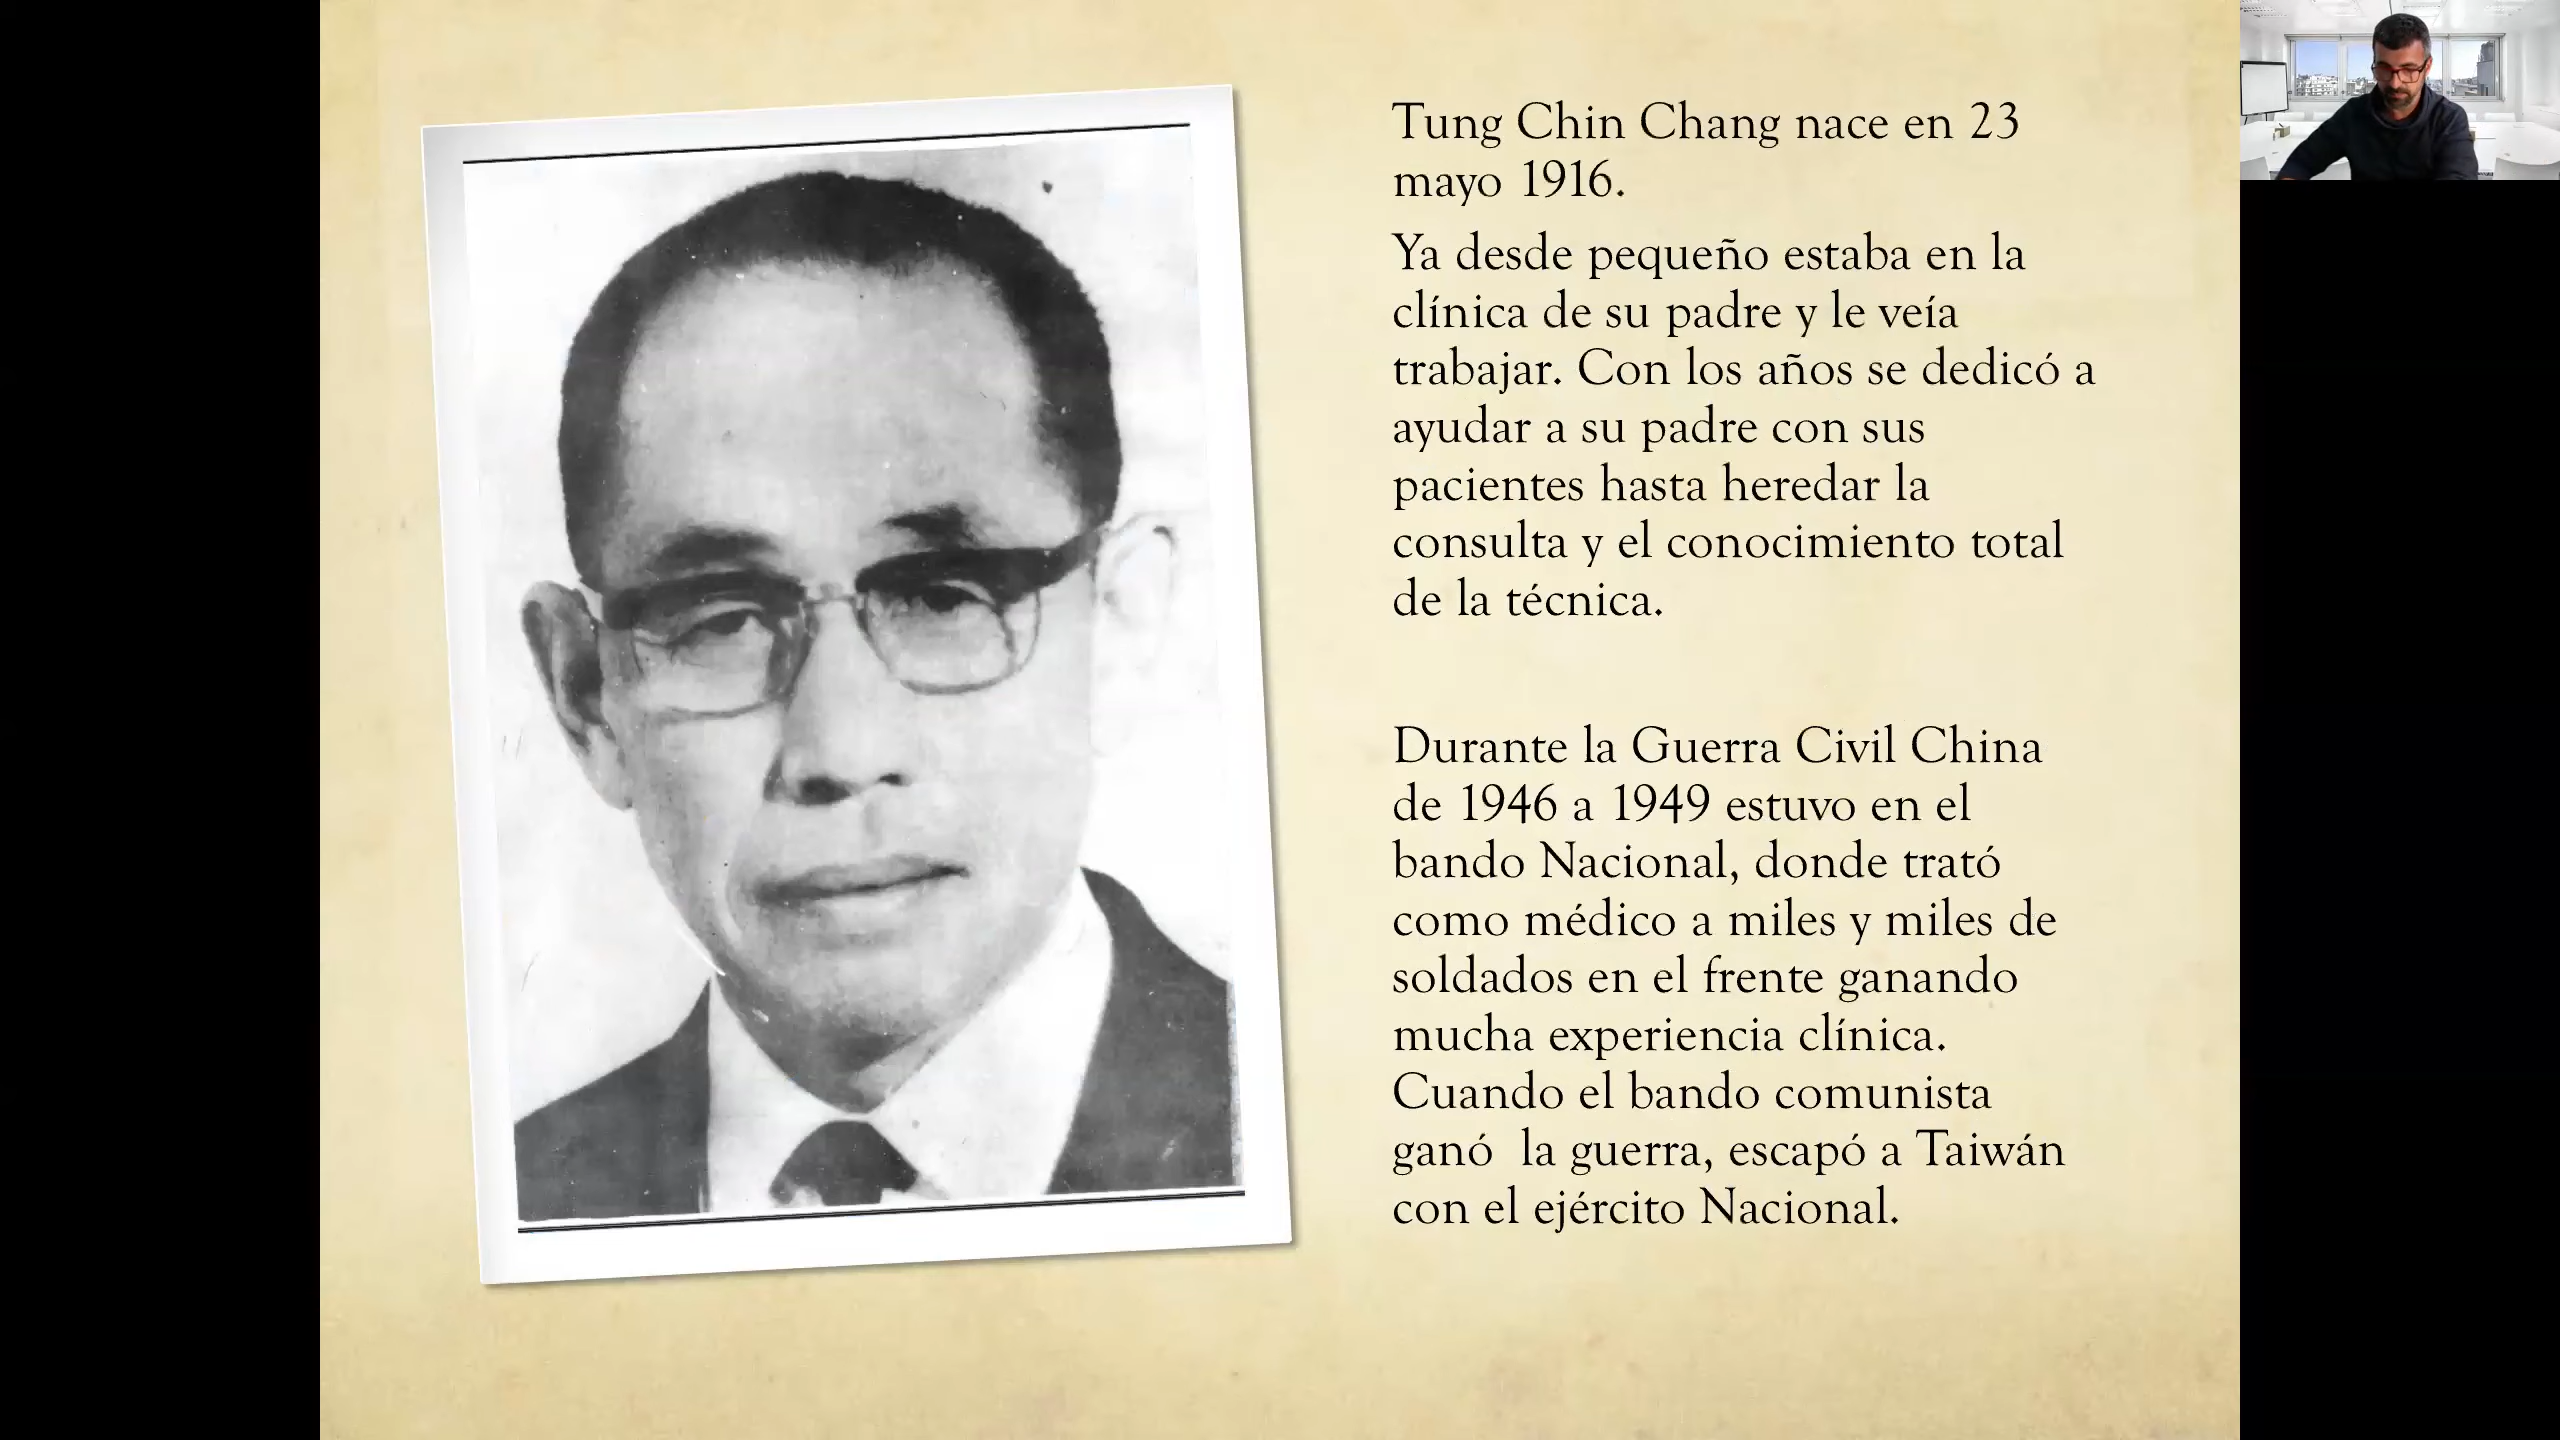 Tung Chin Chang nace en 23
mayo 1916.
Ya desde pequeño estaba en la
clínica de su padre y le veía
trabajar. Con los años se dedicó a
ayudar a su padre con sus
pacientes hasta heredar la
consulta y el conocimiento total
de la técnica.
Durante la Guerra Civil China
de 1946 a 1949 estuvo en el
bando Nacional, donde trató
como médico a miles y miles de
soldados en el frente ganando
mucha experiencia clínica.
Cuando el bando comunista
ganó  la guerra, escapó a Taiwán
con el ejército Nacional.